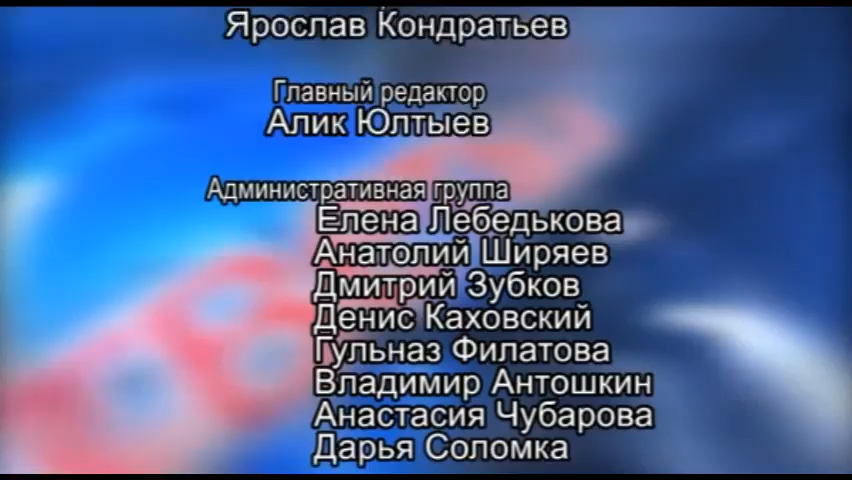 Ярослав Кондратьев
Главный редактор
Алик Юлтыев
Административная группа
Елена Лебедькова
Анатолий Ширяев
Дмитрий Зубков
Денис Каховский
Гульназ Филатова
Владимир Антошкин
Анастасия Чубарова
Дарья Соломка